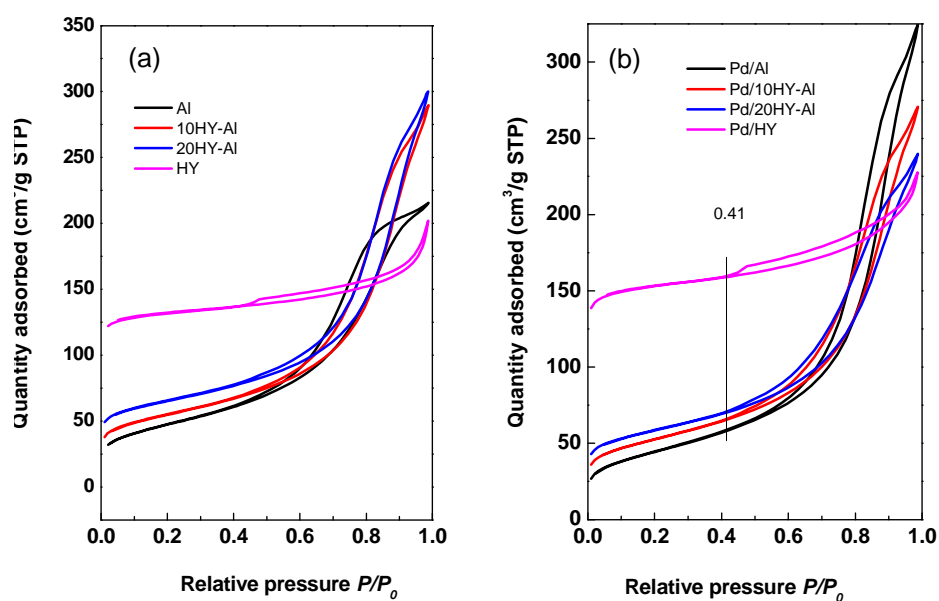 (a)
Al
10HY-Al
20HY-Al
HY
Quantity adsorbed (cm³/g STP)
350
300
250
200
150
100
50
0
0.0 0.2 0.4 0.6 0.8 1.0
Relative pressure P/P₀
(b)
Pd/Al
Pd/10HY-Al
Pd/20HY-Al
Pd/HY
0.41
Quantity adsorbed (cm³/g STP)
300
250
200
150
100
50
0
0.0 0.2 0.4 0.6 0.8 1.0
Relative pressure P/P₀